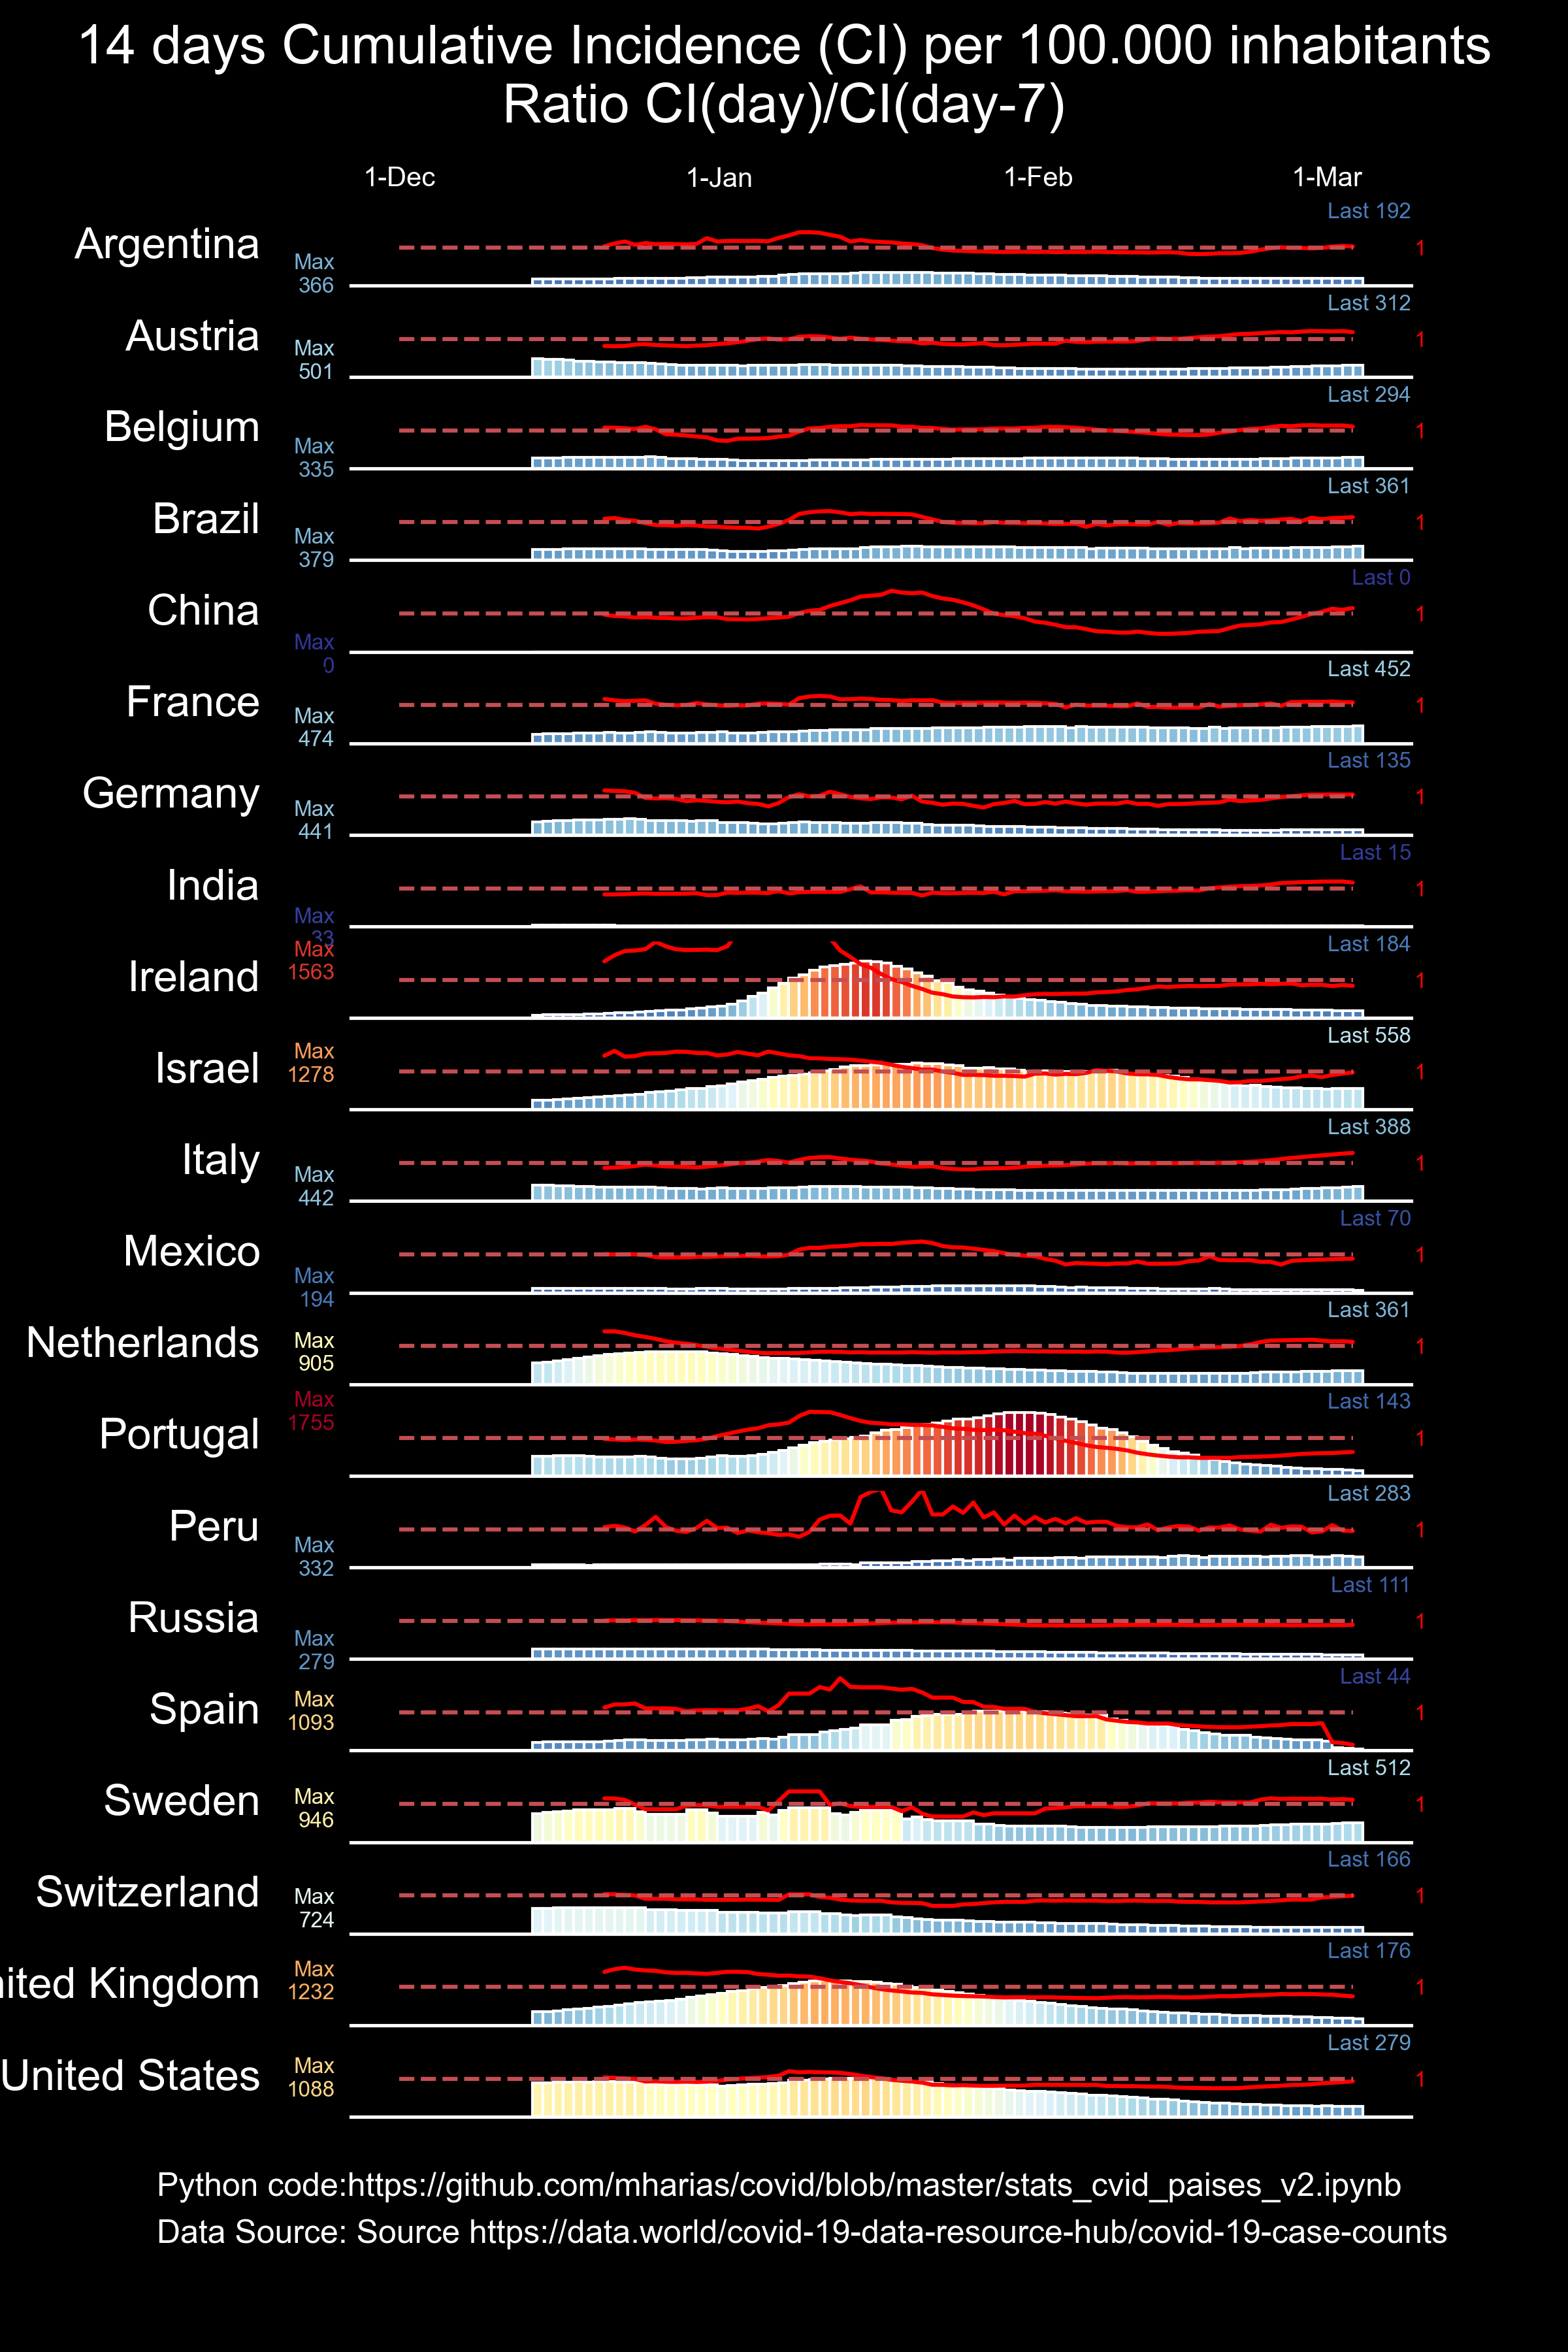 14 days Cumulative Incidence (CI) per 100.000 inhabitants
Ratio CI(day)/CI(day-7)
1-Dec 1-Jan 1-Feb 1-Mar
Last 192
Argentina 1
Max
366
Last 312
Austria 1
Max
501
Last 294
Belgium 1
Max
335
Last 361
Brazil 1
Max
379
Last 0
China 1
Max
0
Last 452
France 1
Max
474
Last 135
Germany 1
Max
441
Last 15
India 1
Max
33
Last 184
Max
Ireland 1
1563
Last 558
Max
Israel 1
1278
Last 388
Italy 1
Max
442
Last 70
Mexico 1
Max
194
Last 361
Netherlands 1
Max
905
Last 143
Max
1755
Portugal 1
Last 283
Peru 1
Max
332
Last 111
Russia 1
Max
279
Last 44
Max
Spain 1
1093
Last 512
Max
Sweden 1
946
Last 166
Switzerland 1
Max
724
Last 176
Max
nited Kingdom 1
1232
Last 279
Max
United States 1
1088
Python code:https://github.com/mharias/covid/blob/master/stats_cvid_paises_v2.ipynb
Data Source: Source https://data.world/covid-19-data-resource-hub/covid-19-case-counts